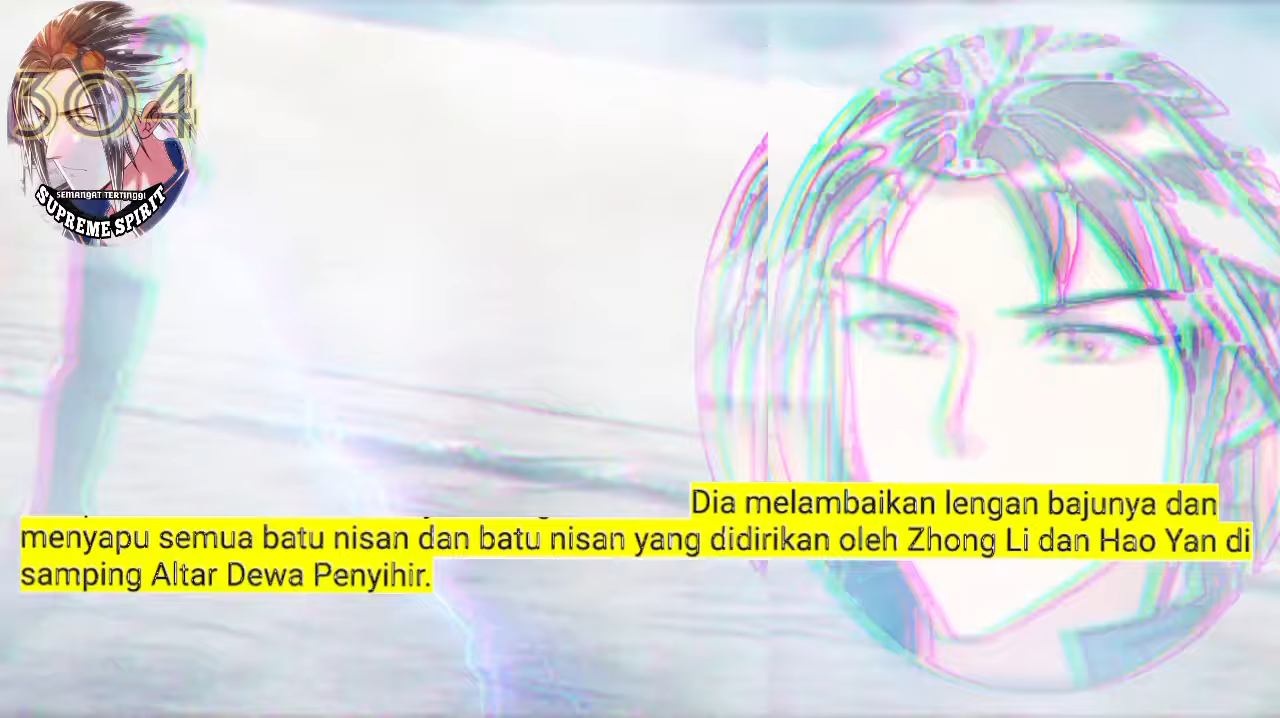 304
SEMANGAT TERTINGGI
SUPREME SPIRIT
Dia melambaikan lengan bajunya dan
menyapu semua batu nisan dan batu nisan yang didirikan oleh Zhong Li dan Hao Yan di
samping Altar Dewa Penyihir.